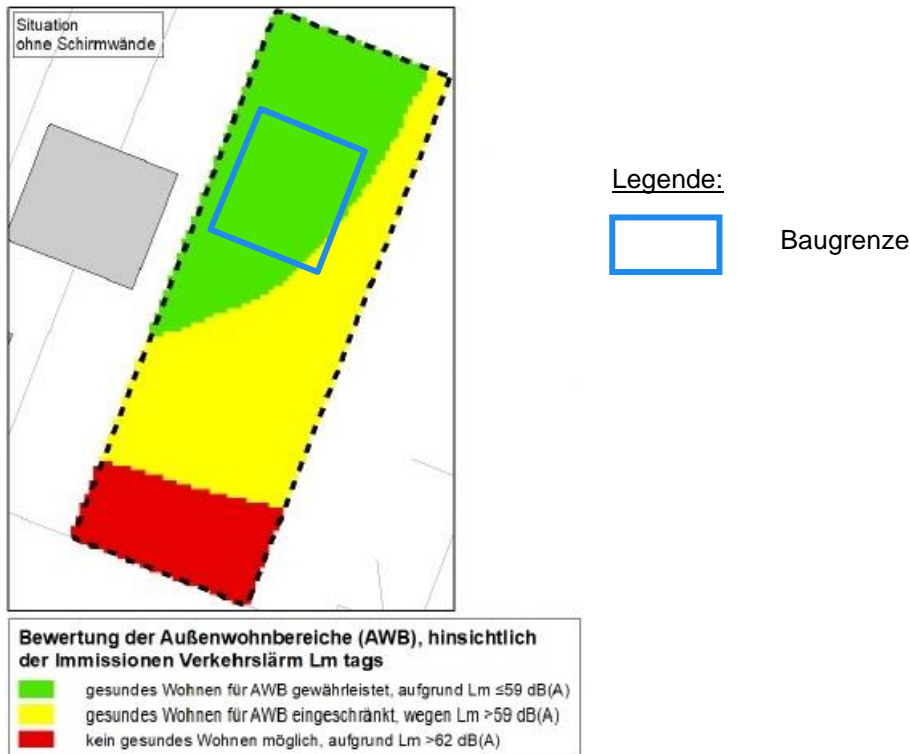 Situation
ohne Schirmwände
Legende:
Baugrenze
Bewertung der Außenwohnbereiche (AWB), hinsichtlich
der Immissionen Verkehrslärm Lm tags
gesundes Wohnen für AWB gewährleistet, aufgrund Lm ≤59 dB(A)
gesundes Wohnen für AWB eingeschränkt, wegen Lm >59 dB(A)
kein gesundes Wohnen möglich, aufgrund Lm >62 dB(A)